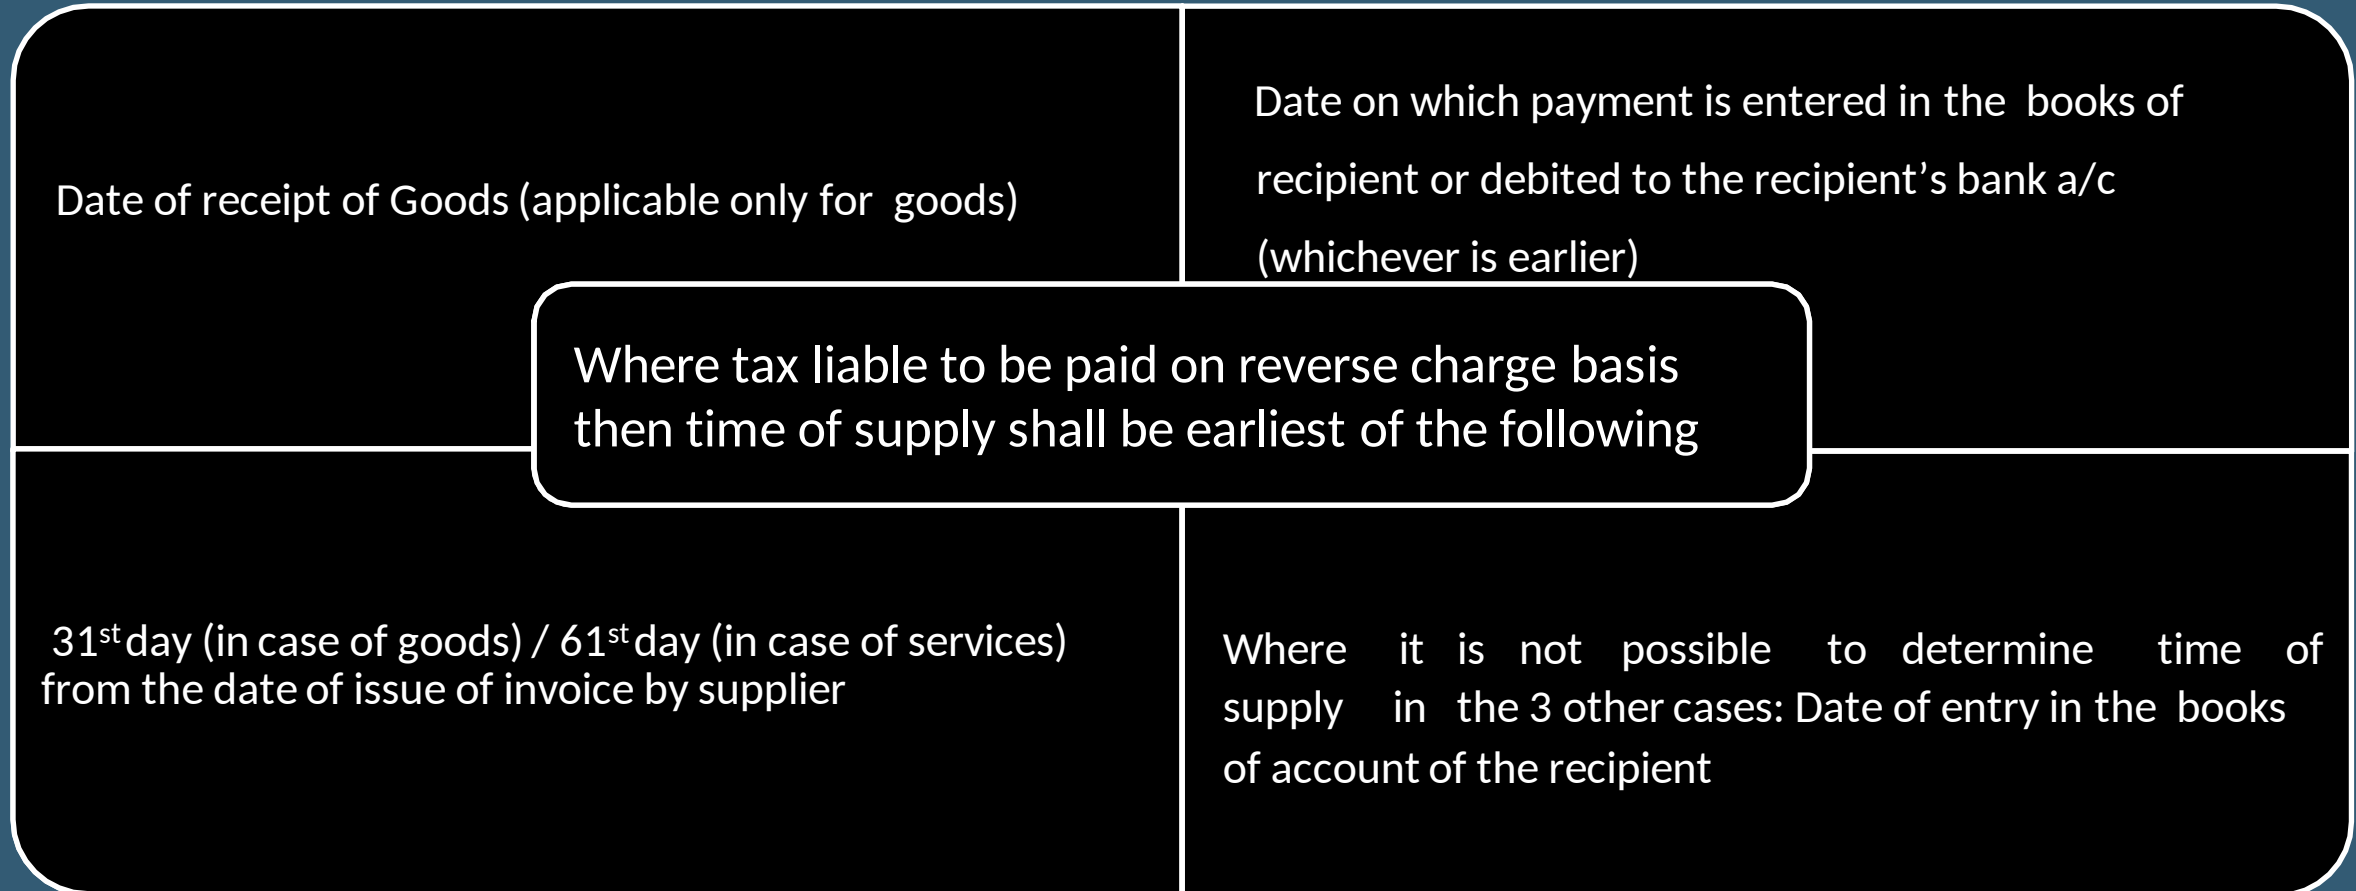 Date of receipt of Goods (applicable only for goods)
Date on which payment is entered in the books of
recipient or debited to the recipient’s bank a/c
(whichever is earlier)
Where tax liable to be paid on reverse charge basis
then time of supply shall be earliest of the following
31st day (in case of goods) / 61st day (in case of services)
from the date of issue of invoice by supplier
Where it is not possible to determine time of
supply in the 3 other cases: Date of entry in the books
of account of the recipient